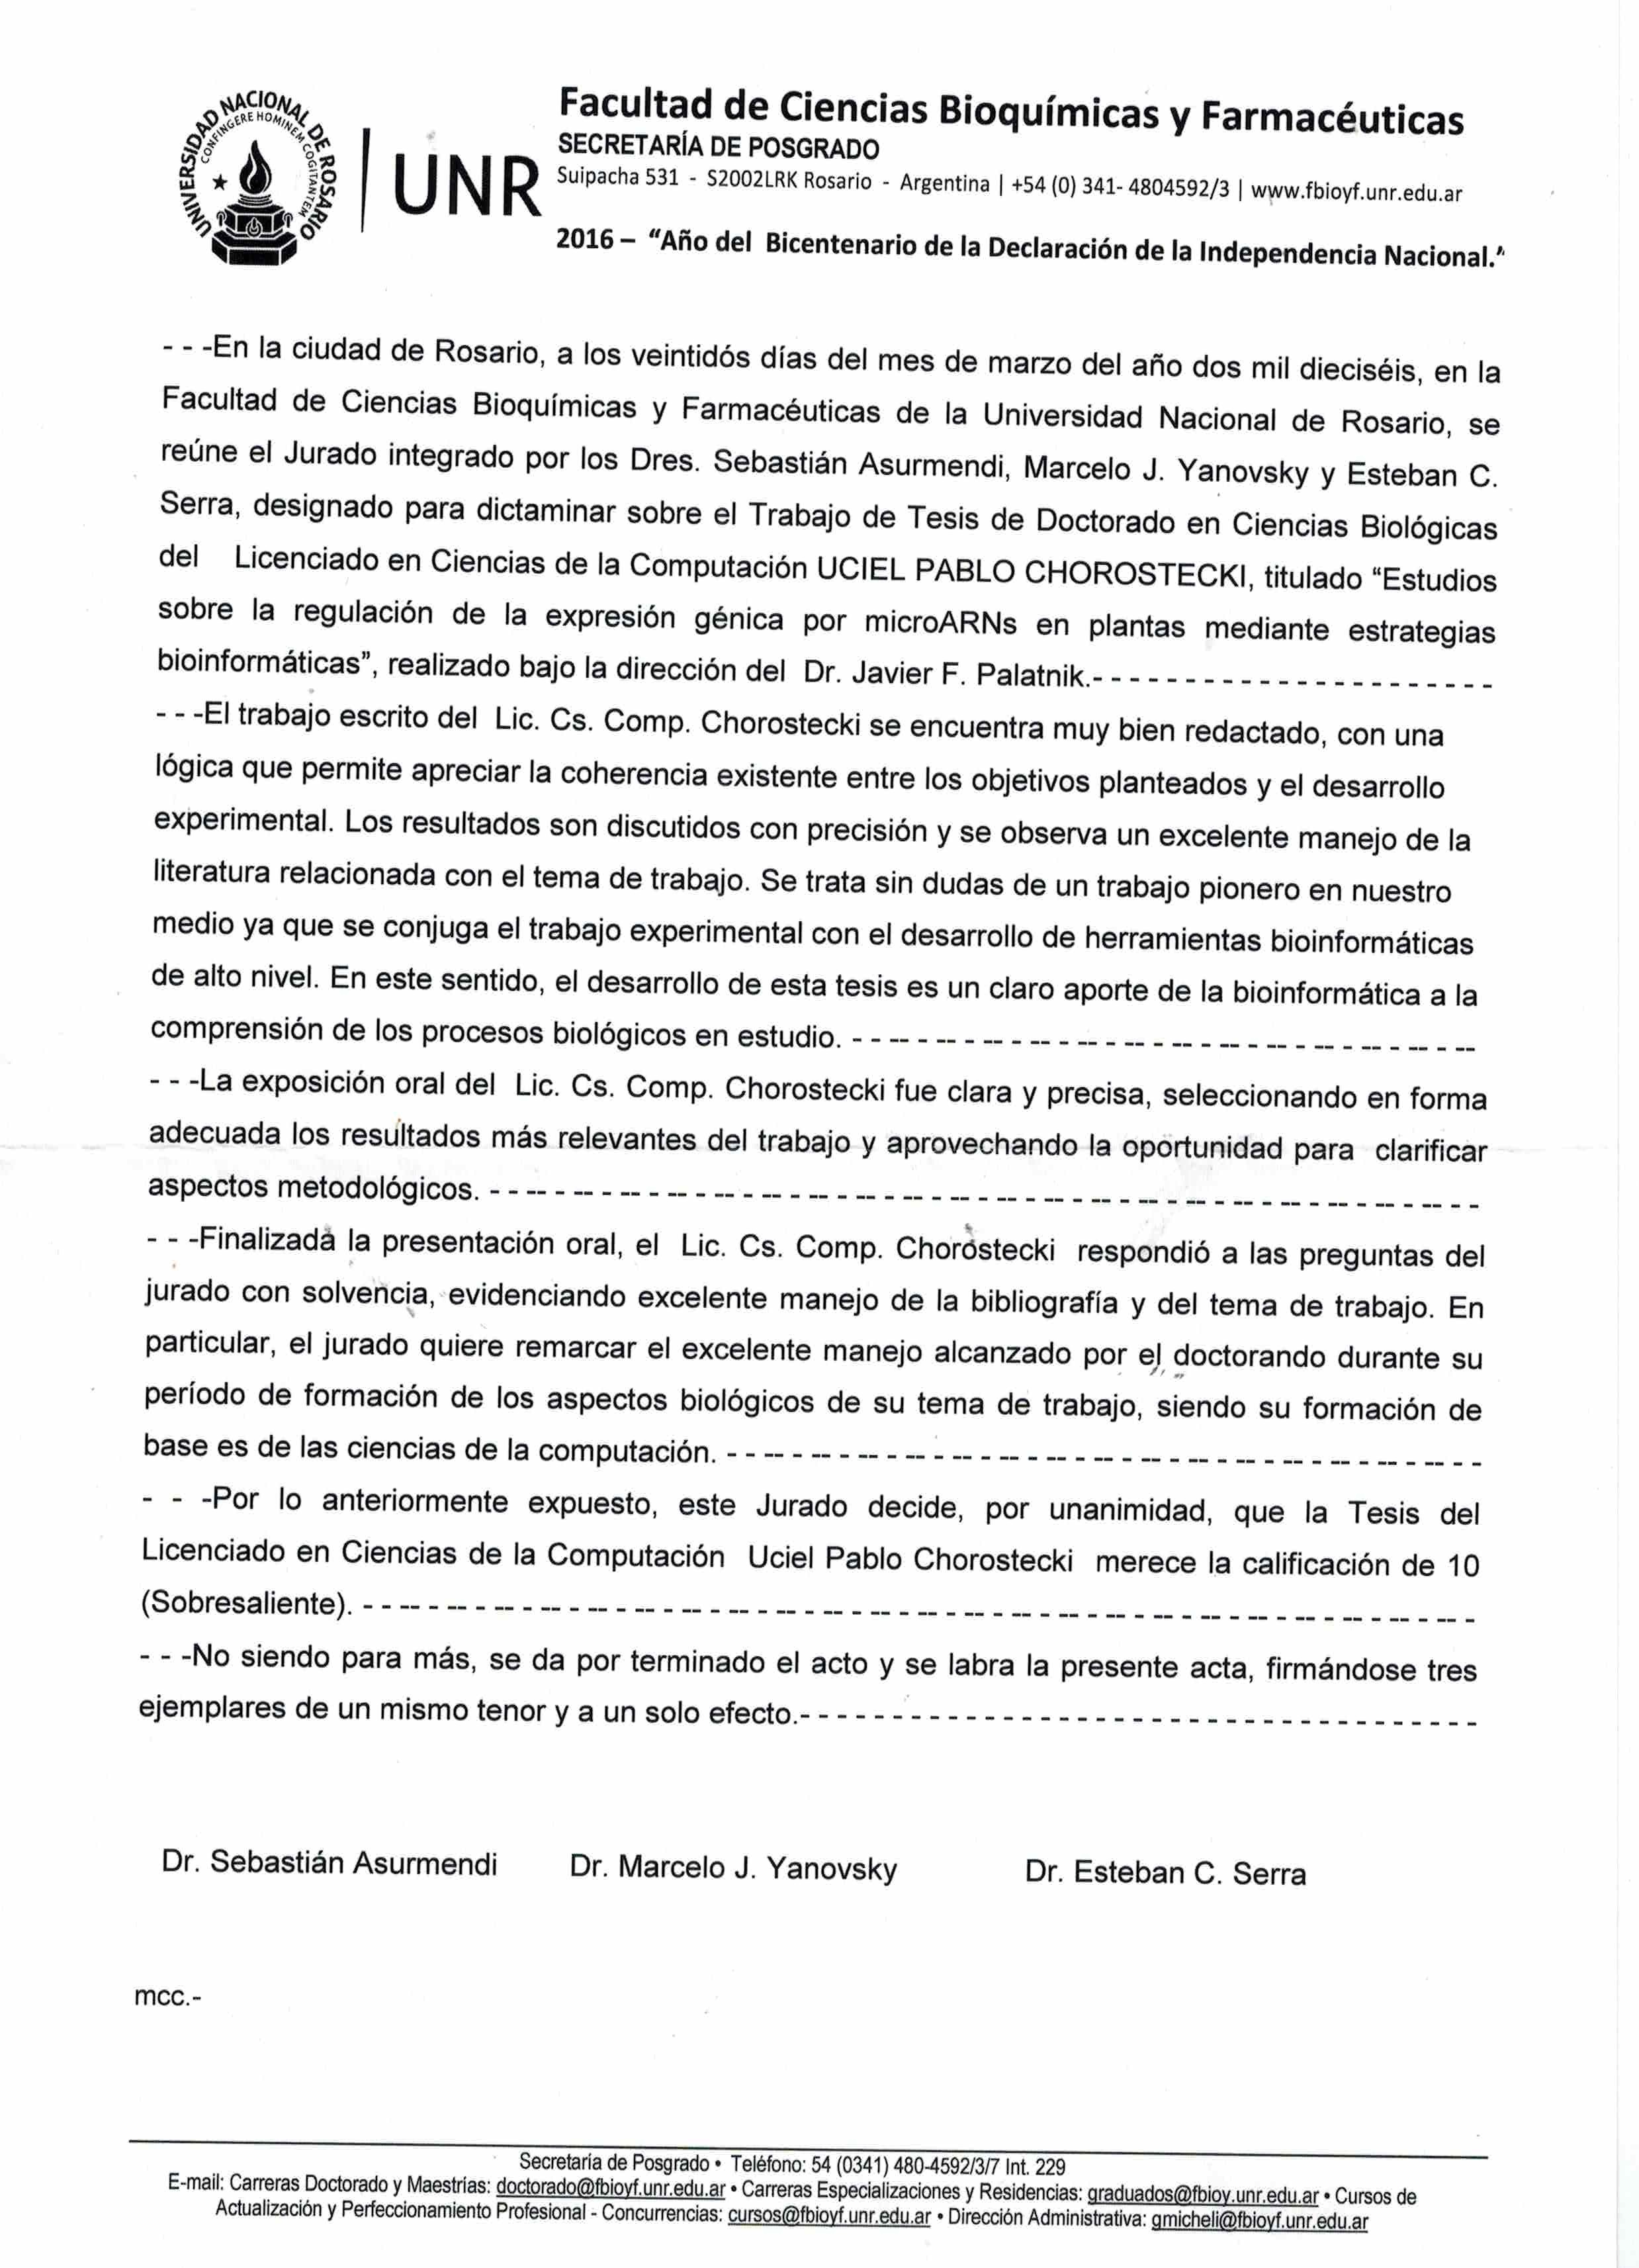 UNIVERSIDAD NACIONAL DE ROSARIO
CONFINGERE HOMINEM COGITANTEM
UNR
Facultad de Ciencias Bioquímicas y Farmacéuticas
SECRETARÍA DE POSGRADO
Suipacha 531 - S2002LRK Rosario - Argentina | +54 (0) 341- 4804592/3 | www.fbioyf.unr.edu.ar
2016 – “Año del Bicentenario de la Declaración de la Independencia Nacional.”
- - -En la ciudad de Rosario, a los veintidós días del mes de marzo del año dos mil dieciséis, en la
Facultad de Ciencias Bioquímicas y Farmacéuticas de la Universidad Nacional de Rosario, se
reúne el Jurado integrado por los Dres. Sebastián Asurmendi, Marcelo J. Yanovsky y Esteban C.
Serra, designado para dictaminar sobre el Trabajo de Tesis de Doctorado en Ciencias Biológicas
del Licenciado en Ciencias de la Computación UCIEL PABLO CHOROSTECKI, titulado “Estudios
sobre la regulación de la expresión génica por microARNs en plantas mediante estrategias
bioinformáticas”, realizado bajo la dirección del Dr. Javier F. Palatnik.- - - - - - - - - - - - - - - - - - - - - -
- - -El trabajo escrito del Lic. Cs. Comp. Chorostecki se encuentra muy bien redactado, con una
lógica que permite apreciar la coherencia existente entre los objetivos planteados y el desarrollo
experimental. Los resultados son discutidos con precisión y se observa un excelente manejo de la
literatura relacionada con el tema de trabajo. Se trata sin dudas de un trabajo pionero en nuestro
medio ya que se conjuga el trabajo experimental con el desarrollo de herramientas bioinformáticas
de alto nivel. En este sentido, el desarrollo de esta tesis es un claro aporte de la bioinformática a la
comprensión de los procesos biológicos en estudio. - - - - - - - - - - - - - - - - - - - - - - - - - - - - - - - - -
- - -La exposición oral del Lic. Cs. Comp. Chorostecki fue clara y precisa, seleccionando en forma
adecuada los resultados más relevantes del trabajo y aprovechando la oportunidad para clarificar
aspectos metodológicos. - - - - - - - - - - - - - - - - - - - - - - - - - - - - - - - - - - - - - - - - - - - - - - - - - - - -
- - -Finalizada la presentación oral, el Lic. Cs. Comp. Chorostecki respondió a las preguntas del
jurado con solvencia, evidenciando excelente manejo de la bibliografía y del tema de trabajo. En
particular, el jurado quiere remarcar el excelente manejo alcanzado por el doctorando durante su
período de formación de los aspectos biológicos de su tema de trabajo, siendo su formación de
base es de las ciencias de la computación. - - - - - - - - - - - - - - - - - - - - - - - - - - - - - - - - - - - - - - - -
- - -Por lo anteriormente expuesto, este Jurado decide, por unanimidad, que la Tesis del
Licenciado en Ciencias de la Computación Uciel Pablo Chorostecki merece la calificación de 10
(Sobresaliente). - - - - - - - - - - - - - - - - - - - - - - - - - - - - - - - - - - - - - - - - - - - - - - - - - - - - - - - - - - -
- - -No siendo para más, se da por terminado el acto y se labra la presente acta, firmándose tres
ejemplares de un mismo tenor y a un solo efecto.- - - - - - - - - - - - - - - - - - - - - - - - - - - - - - - - - - - - -
Dr. Sebastián Asurmendi Dr. Marcelo J. Yanovsky Dr. Esteban C. Serra
mcc.-
Secretaría de Posgrado • Teléfono: 54 (0341) 480-4592/3/7 Int. 229
E-mail: Carreras Doctorado y Maestrías: doctorado@fbioyf.unr.edu.ar • Carreras Especializaciones y Residencias: graduados@fbioy.unr.edu.ar • Cursos de
Actualización y Perfeccionamiento Profesional - Concurrencias: cursos@fbioyf.unr.edu.ar • Dirección Administrativa: gmicheli@fbioyf.unr.edu.ar